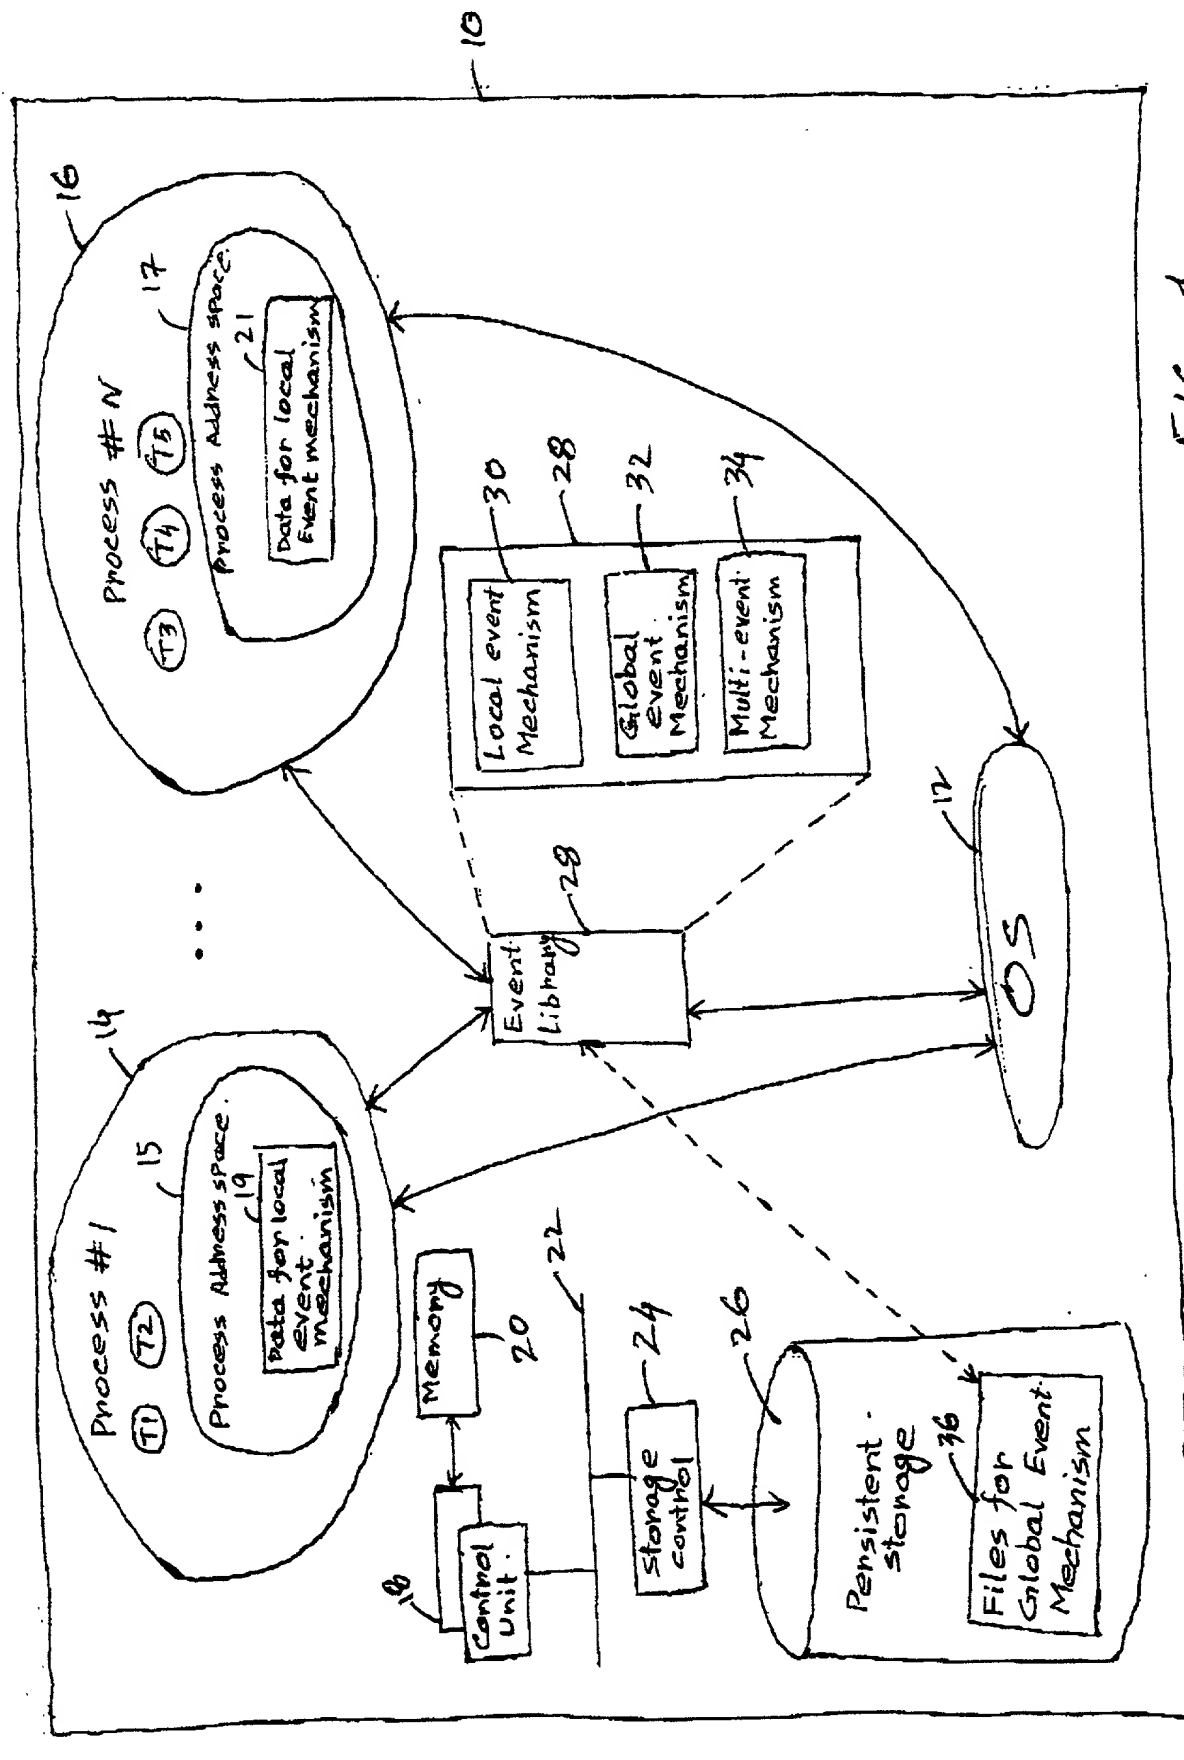 10
Process #1
14
T1
T2
15
Process Address space.
19
Data for local
event.
mechanism
Process #N
16
T3
T4
T5
17
Process Address space.
21
Data for local
Event mechanism
Memory
20
18
Control
Unit.
22
Storage
control
24
26
Persistent.
storage
36
Files for
Global Event.
Mechanism
Event.
Library
28
Local event
Mechanism
30
28
Global
event.
Mechanism
32
Multi-event.
Mechanism
34
OS
12